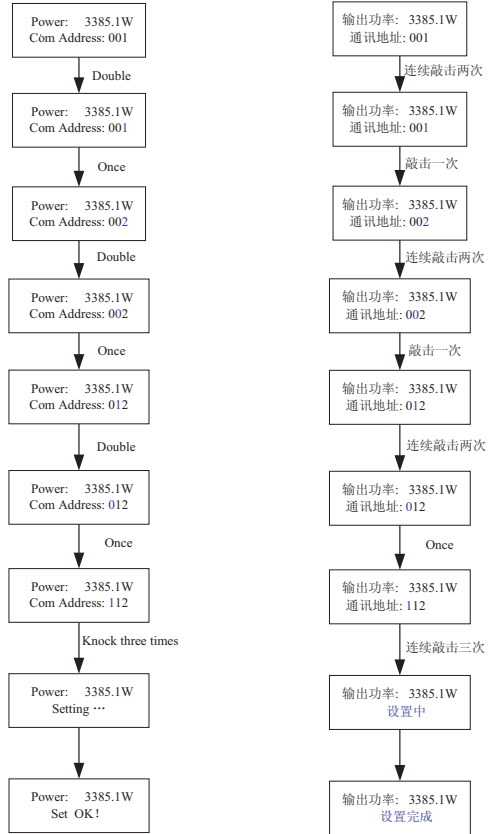 Power: 3385.1W
Com Address: 001
Double
Power: 3385.1W
Com Address: 001
Once
Power: 3385.1W
Com Address: 002
Double
Power: 3385.1W
Com Address: 002
Once
Power: 3385.1W
Com Address: 012
Double
Power: 3385.1W
Com Address: 012
Once
Power: 3385.1W
Com Address: 112
Knock three times
Power: 3385.1W
Setting ···
Power: 3385.1W
Set OK!
输出功率: 3385.1W
通讯地址: 001
连续敲击两次
输出功率: 3385.1W
通讯地址: 001
敲击一次
输出功率: 3385.1W
通讯地址: 002
连续敲击两次
输出功率: 3385.1W
通讯地址: 002
敲击一次
输出功率: 3385.1W
通讯地址: 012
连续敲击两次
输出功率: 3385.1W
通讯地址: 012
Once
输出功率: 3385.1W
通讯地址: 112
连续敲击三次
输出功率: 3385.1W
设置中
输出功率: 3385.1W
设置完成